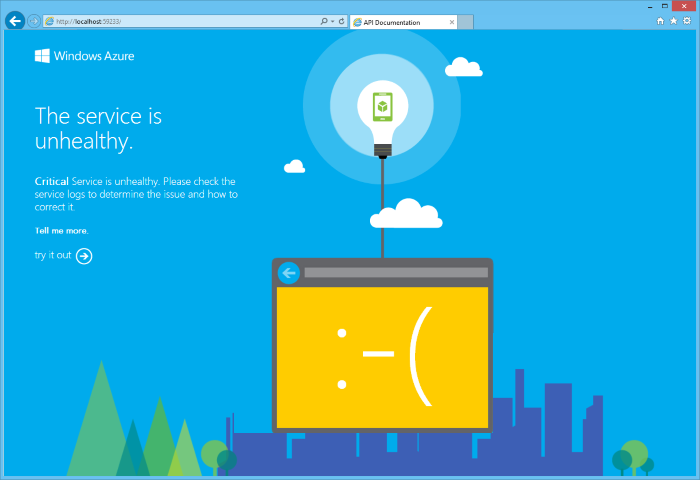 http://localhost:59233/
API Documentation
Windows Azure
The service is
unhealthy.
Critical Service is unhealthy. Please check the
service logs to determine the issue and how to
correct it.
Tell me more.
try it out
:-(